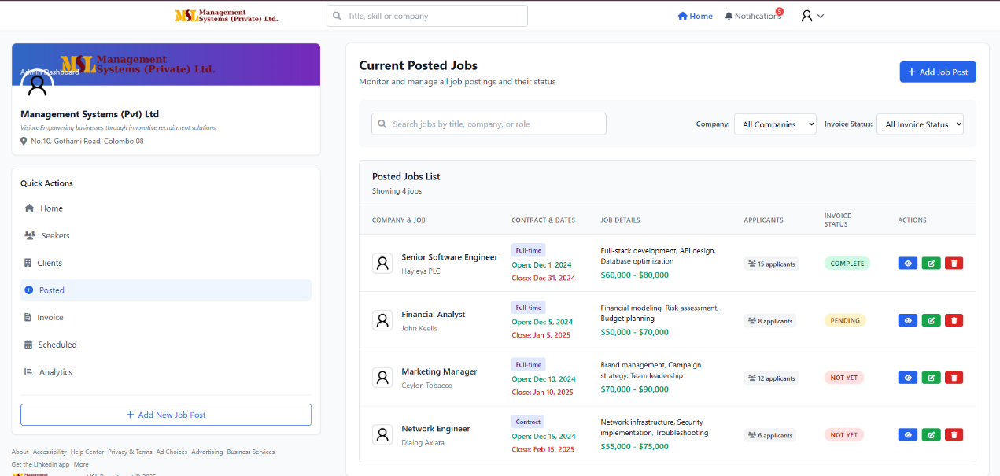 MSL Management
Systems (Private) Ltd.
Title, skill or company
Home
Notifications
5
MSL Management
Systems (Private) Ltd.
Admin Dashboard
Management Systems (Pvt) Ltd
Vision: Empowering businesses through innovative recruitment solutions.
No.10, Gothami Road, Colombo 08
Quick Actions
Home
Seekers
Clients
Posted
Invoice
Scheduled
Analytics
+ Add New Job Post
About Accessibility Help Center Privacy & Terms Ad Choices Advertising Business Services
Get the LinkedIn app More
Management
MSL Recruitment © 2025
Current Posted Jobs
Monitor and manage all job postings and their status
+ Add Job Post
Search jobs by title, company, or role
Company: All Companies
Invoice Status: All Invoice Status
Posted Jobs List
Showing 4 jobs
COMPANY & JOB
CONTRACT & DATES
JOB DETAILS
APPLICANTS
INVOICE
STATUS
ACTIONS
Senior Software Engineer
Hayleys PLC
Full-time
Open: Dec 1, 2024
Close: Dec 31, 2024
Full-stack development, API design,
Database optimization
$60,000 - $80,000
15 applicants
COMPLETE
Financial Analyst
John Keells
Full-time
Open: Dec 5, 2024
Close: Jan 5, 2025
Financial modeling, Risk assessment,
Budget planning
$50,000 - $70,000
8 applicants
PENDING
Marketing Manager
Ceylon Tobacco
Full-time
Open: Dec 10, 2024
Close: Jan 10, 2025
Brand management, Campaign
strategy, Team leadership
$70,000 - $90,000
12 applicants
NOT YET
Network Engineer
Dialog Axiata
Contract
Open: Dec 15, 2024
Close: Feb 15, 2025
Network infrastructure, Security
implementation, Troubleshooting
$55,000 - $75,000
6 applicants
NOT YET